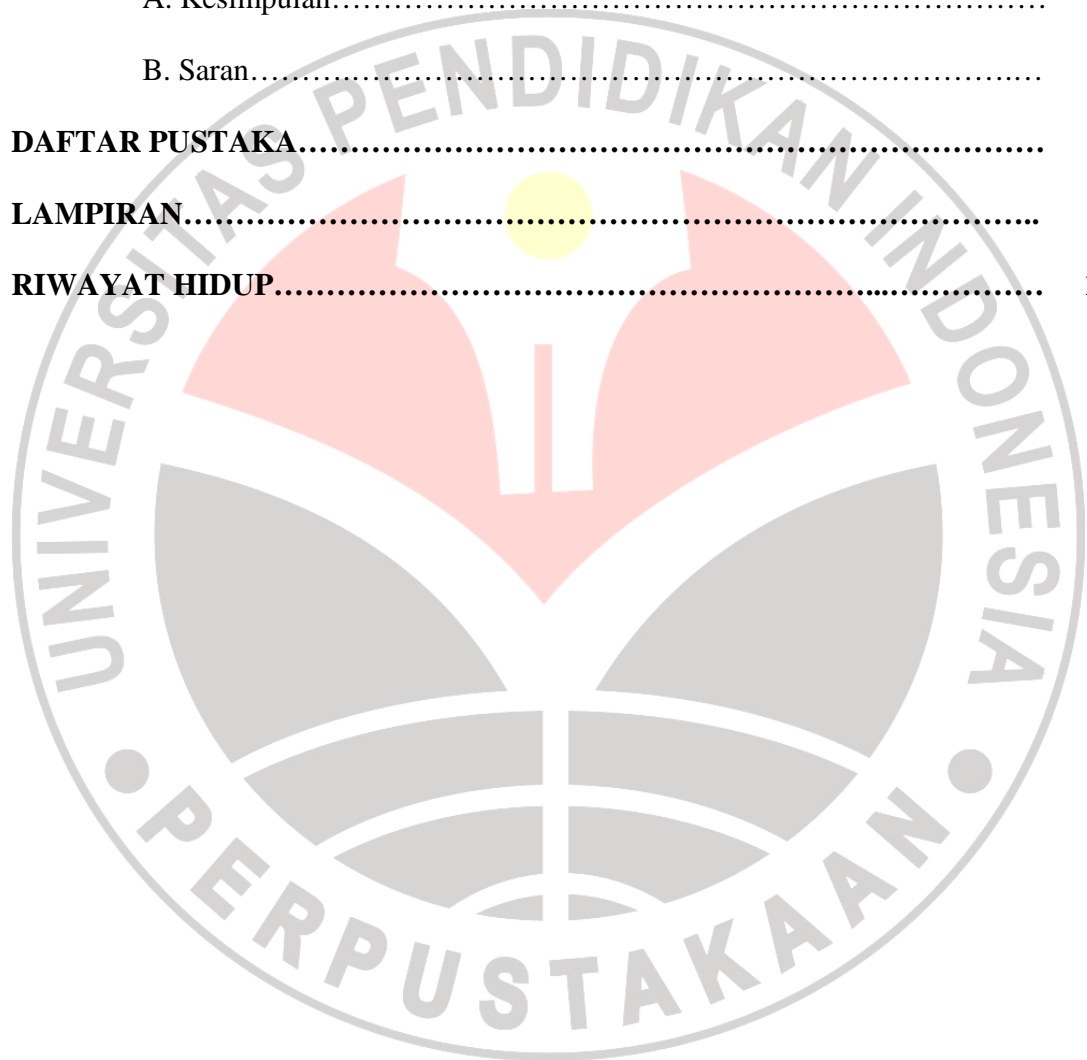 A. Kesimpulan……………………………………………………………………
B. Saran……….………………………………………………………….……
DAFTAR PUSTAKA………………………………………………………………
LAMPIRAN………………………………………………………………………..
RIWAYAT HIDUP…………………………………………………...……………
UNIVERSITAS PENDIDIKAN INDONESIA
PERPUSTAKAAN